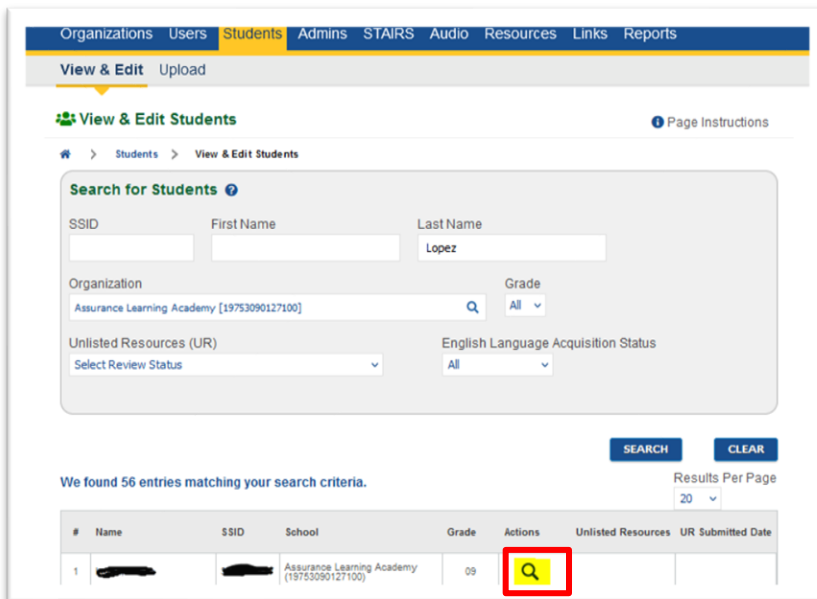 Organizations Users Students Admins STAIRS Audio Resources Links Reports
View & Edit Upload
View & Edit Students
Page Instructions
> Students > View & Edit Students
Search for Students
SSID First Name Last Name
Lopez
Organization Grade
Assurance Learning Academy [19753090127100] All
Unlisted Resources (UR) English Language Acquisition Status
Select Review Status All
SEARCH CLEAR
We found 56 entries matching your search criteria.
Results Per Page
20
# Name SSID School Grade Actions Unlisted Resources UR Submitted Date
1 Assurance Learning Academy 09
(19753090127100)